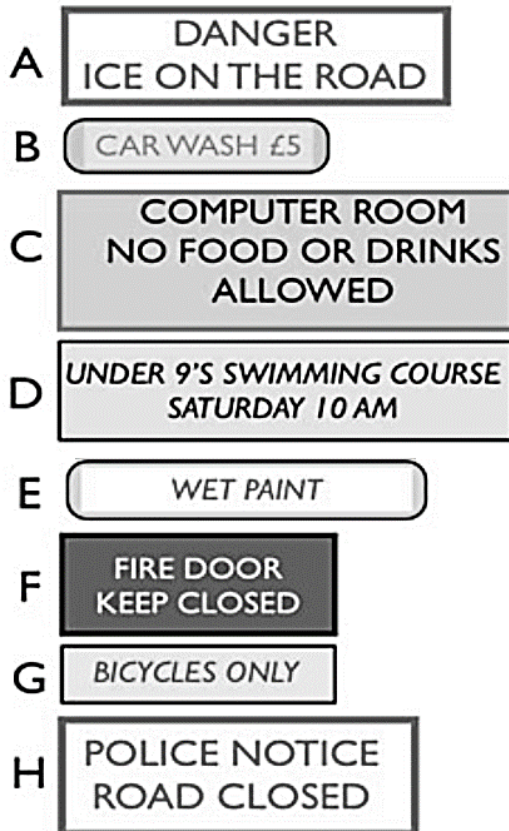 A
DANGER
ICE ON THE ROAD
B
CAR WASH £5
C
COMPUTER ROOM
NO FOOD OR DRINKS
ALLOWED
D
UNDER 9'S SWIMMING COURSE
SATURDAY 10 AM
E
WET PAINT
F
FIRE DOOR
KEEP CLOSED
G
BICYCLES ONLY
H
POLICE NOTICE
ROAD CLOSED